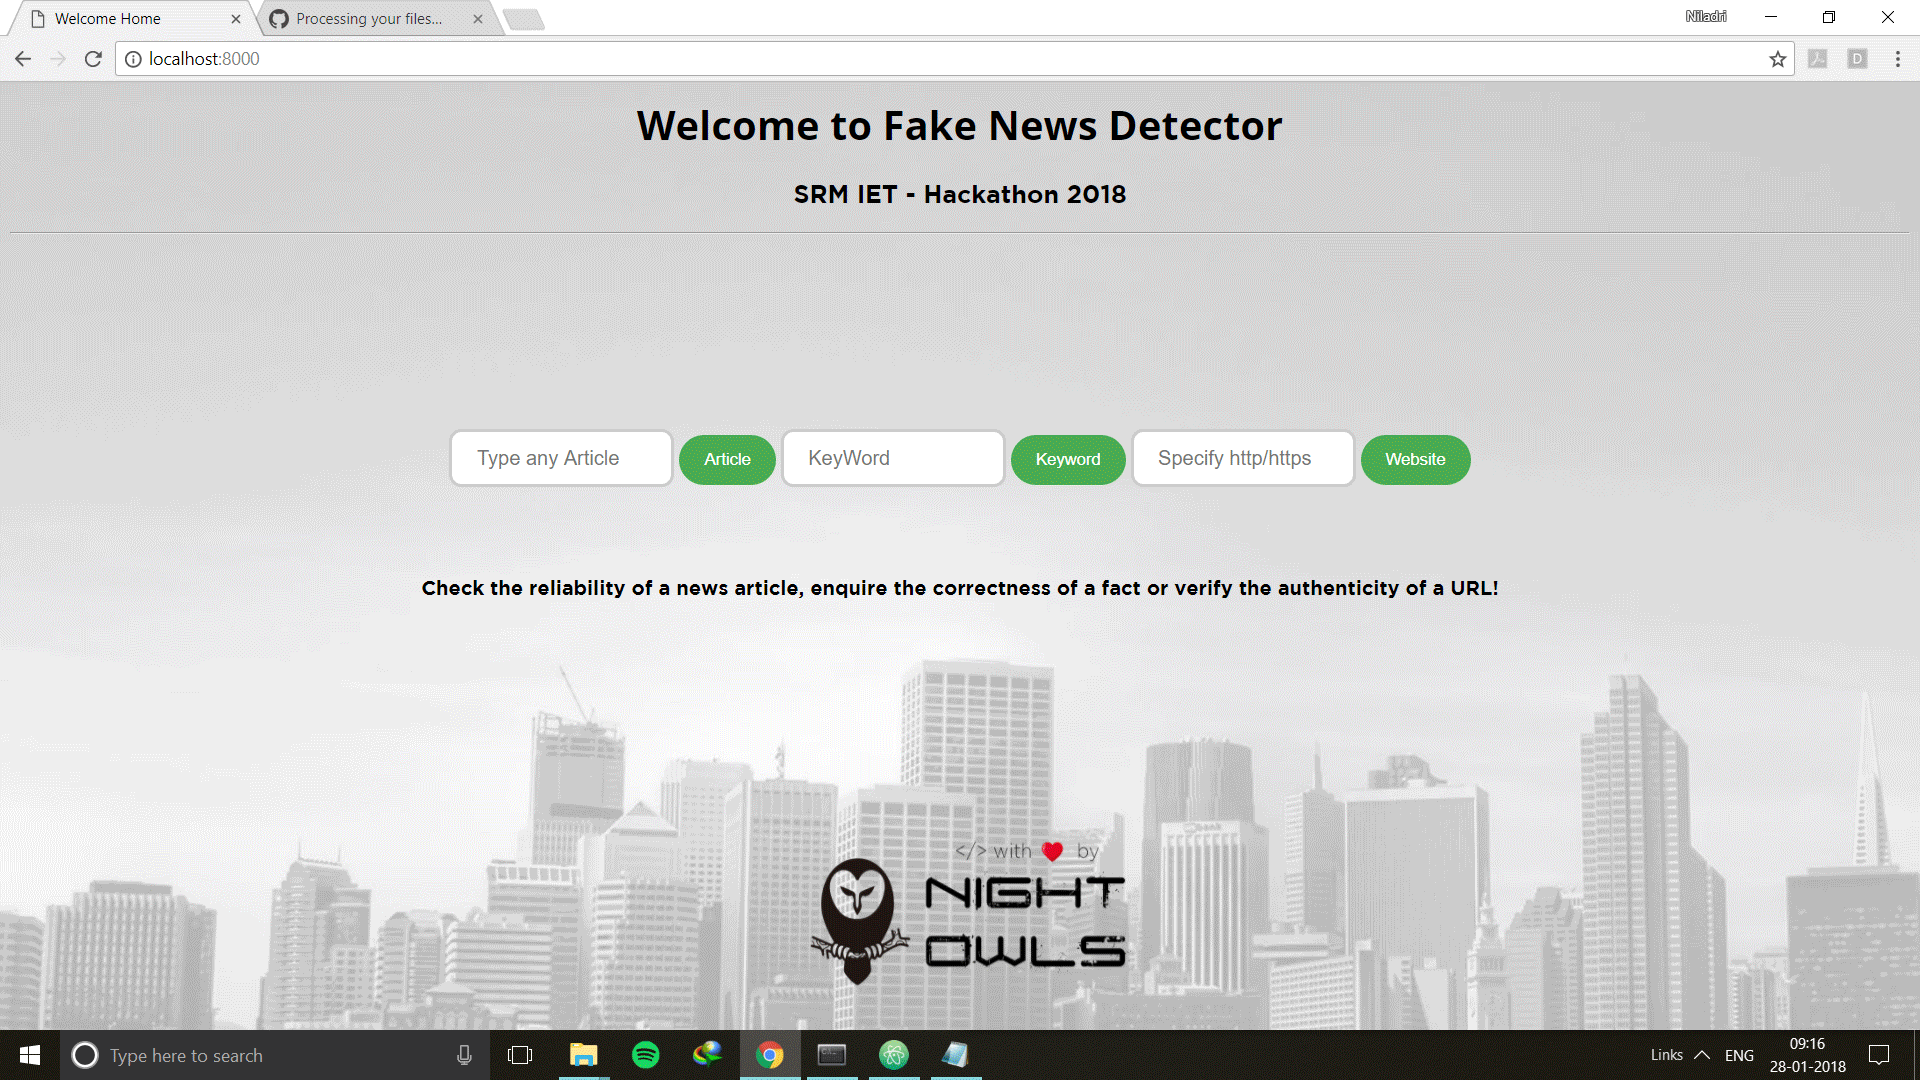 Welcome Home
Processing your files...
Niladri
localhost:8000
D
Welcome to Fake News Detector
SRM IET - Hackathon 2018
Type any Article
Article
KeyWord
Keyword
Specify http/https
Website
Check the reliability of a news article, enquire the correctness of a fact or verify the authenticity of a URL!
</> with ❤ by
NIGHT
OWLS
Type here to search
Links
ENG
09:16
28-01-2018